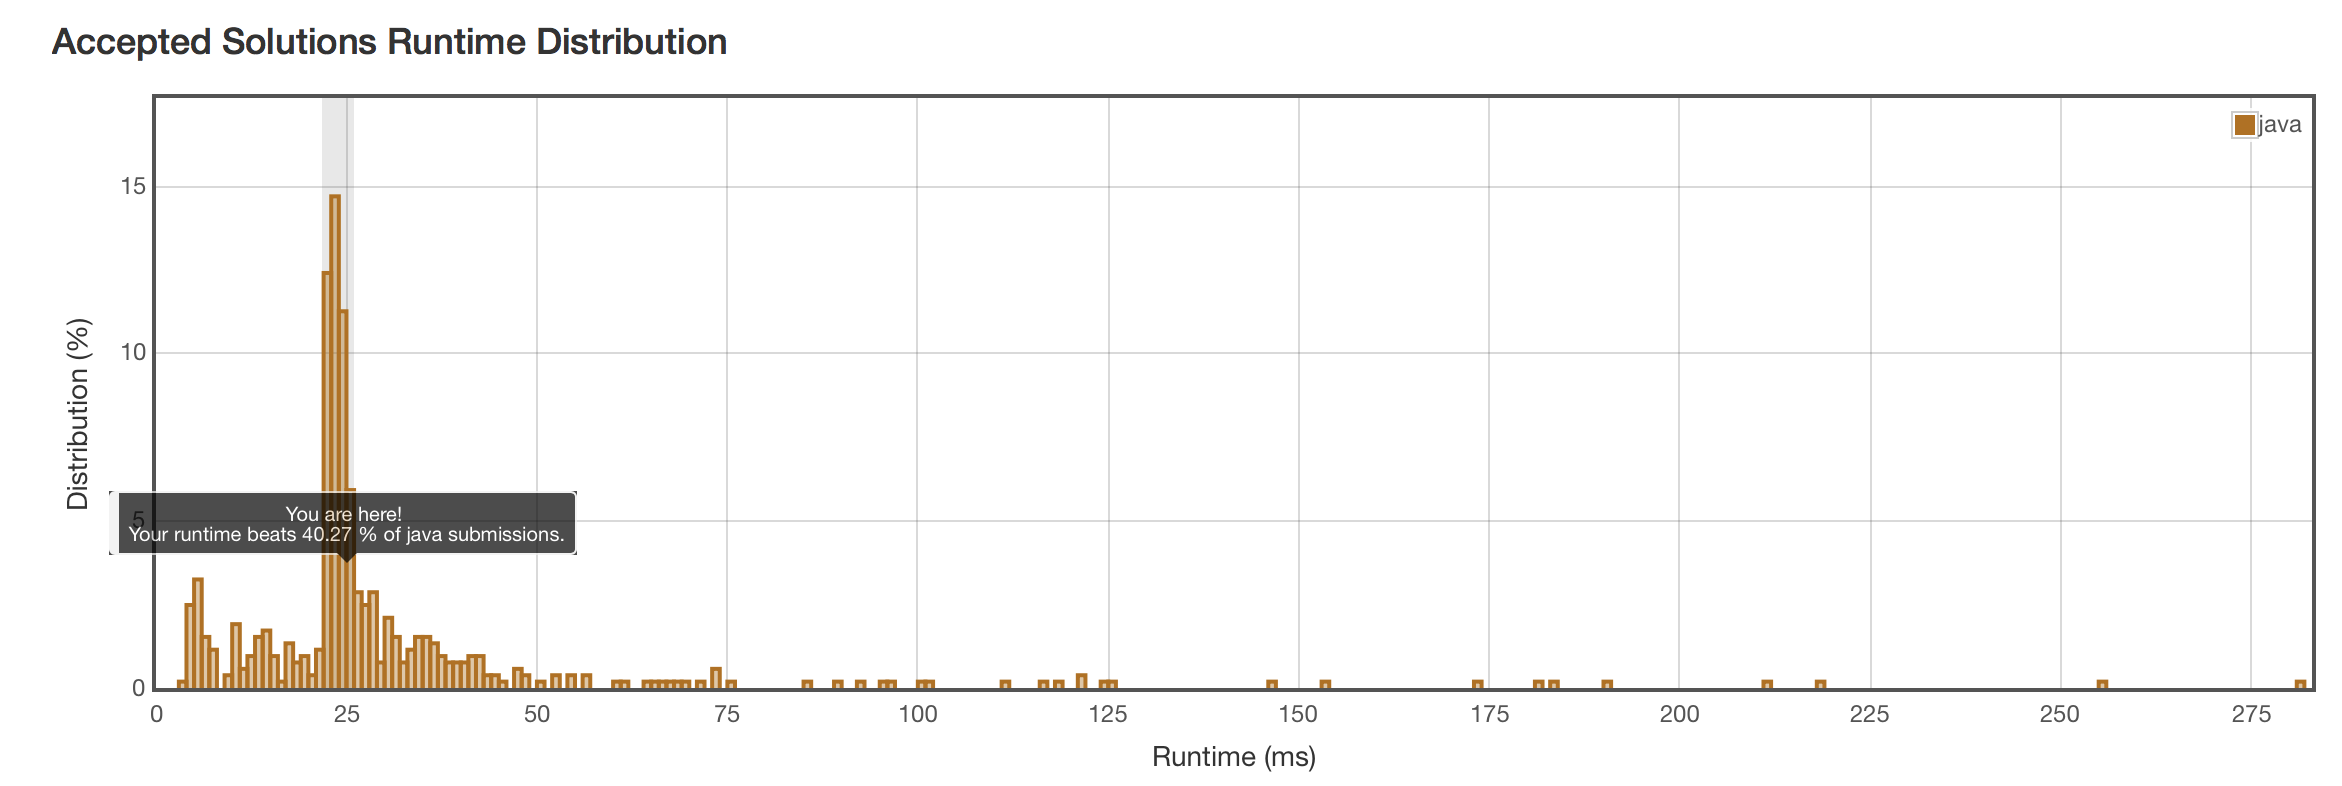 Accepted Solutions Runtime Distribution
java
15
10
5
0
Distribution (%)
You are here!
Your runtime beats 40.27 % of java submissions.
0 25 50 75 100 125 150 175 200 225 250 275
Runtime (ms)